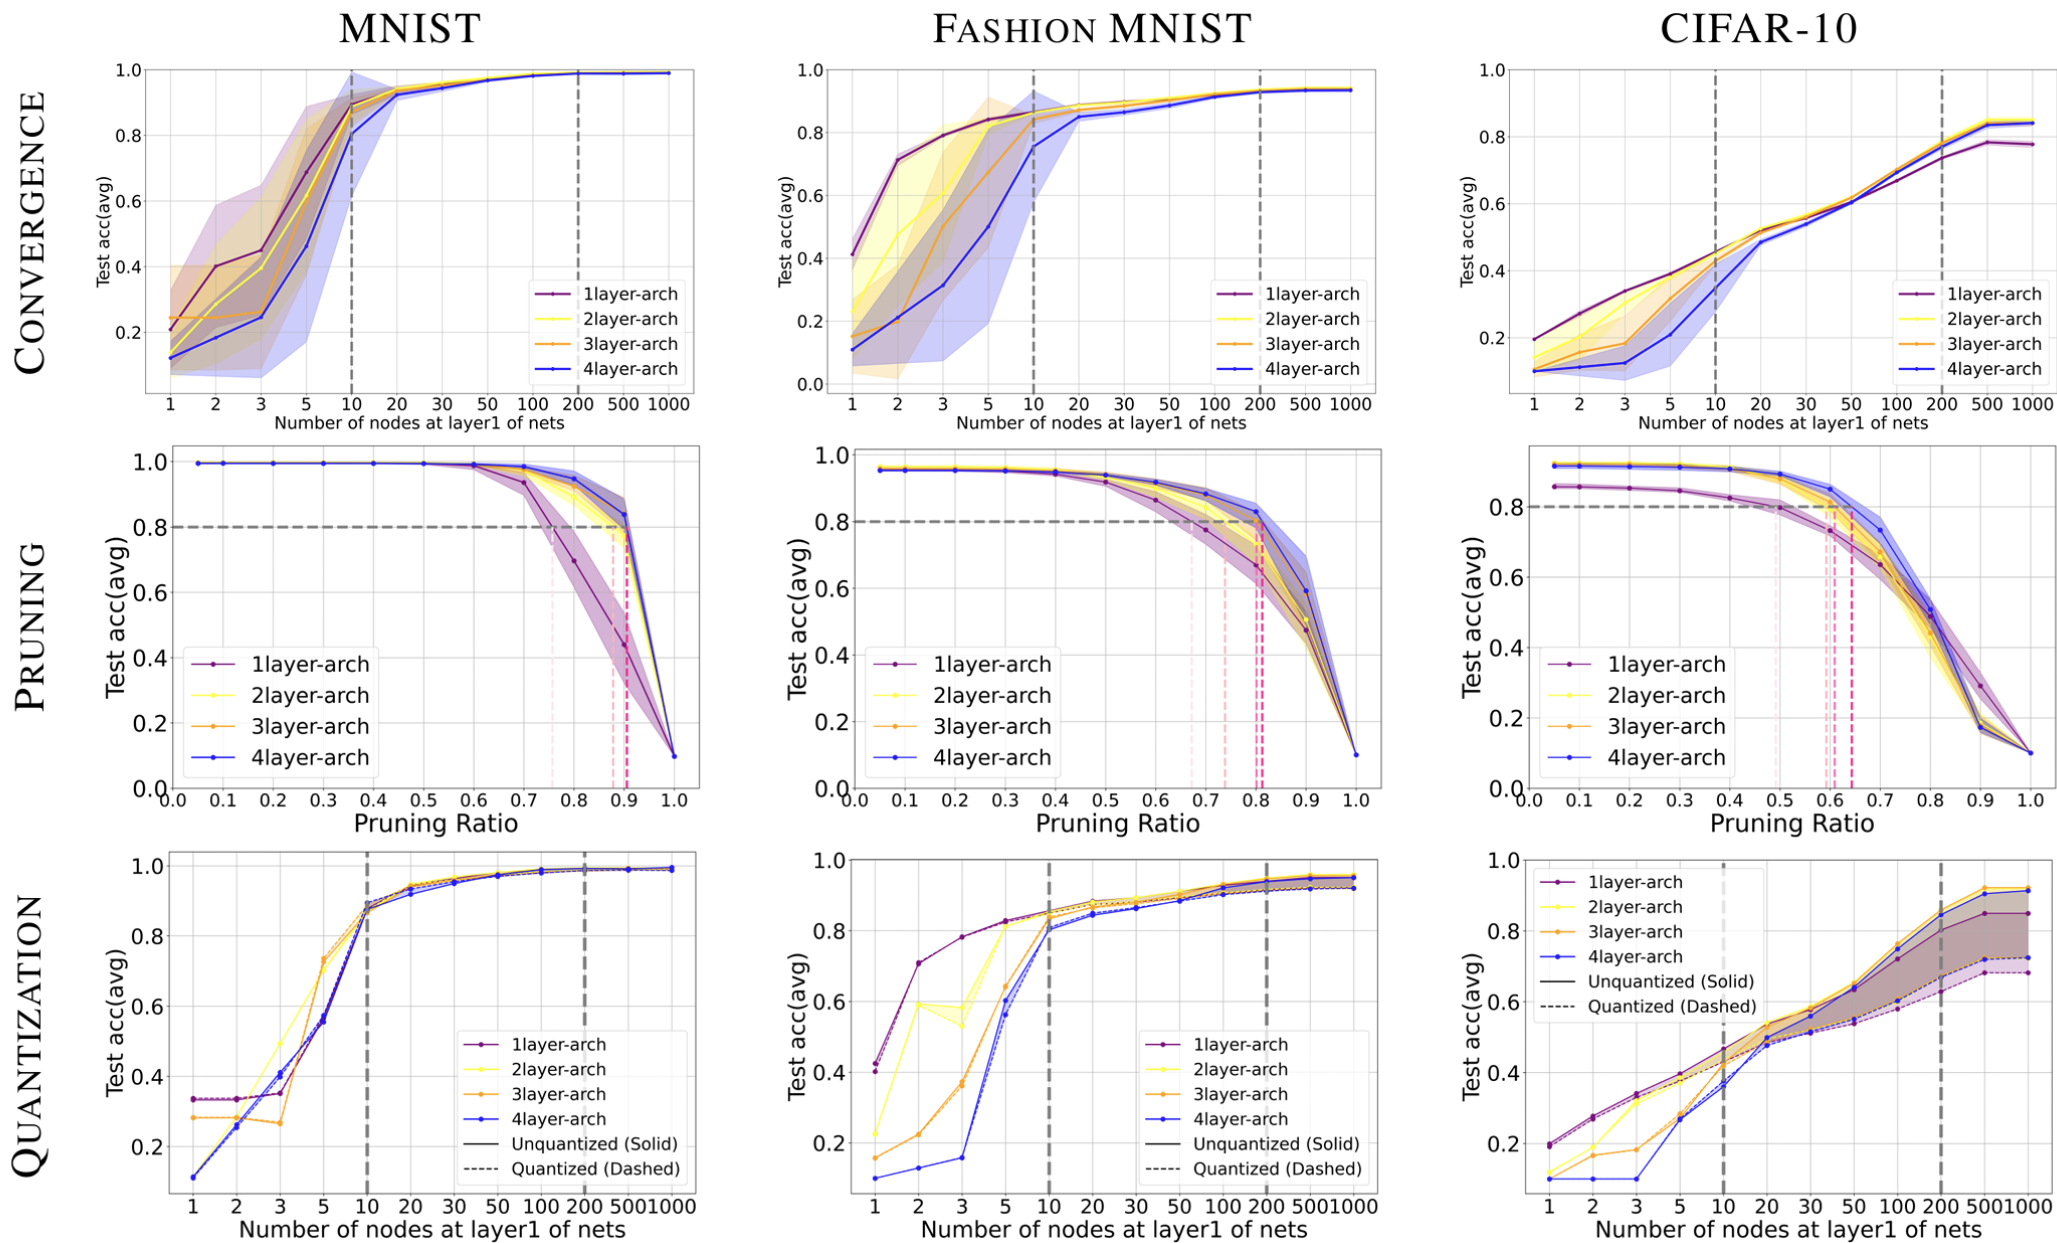 MNIST
FASHION MNIST
CIFAR-10
CONVERGENCE
Test acc(avg)
1.0
0.8
0.6
0.4
0.2
1layer-arch
2layer-arch
3layer-arch
4layer-arch
1 2 3 5 10 20 30 50 100 200 500 1000
Number of nodes at layer1 of nets
Test acc(avg)
1.0
0.8
0.6
0.4
0.2
0.0
1layer-arch
2layer-arch
3layer-arch
4layer-arch
1 2 3 5 10 20 30 50 100 200 500 1000
Number of nodes at layer1 of nets
Test acc(avg)
1.0
0.8
0.6
0.4
0.2
1layer-arch
2layer-arch
3layer-arch
4layer-arch
1 2 3 5 10 20 30 50 100 200 500 1000
Number of nodes at layer1 of nets
PRUNING
Test acc(avg)
1.0
0.8
0.6
0.4
0.2
0.0
1layer-arch
2layer-arch
3layer-arch
4layer-arch
0.0 0.1 0.2 0.3 0.4 0.5 0.6 0.7 0.8 0.9 1.0
Pruning Ratio
Test acc(avg)
1.0
0.8
0.6
0.4
0.2
0.0
1layer-arch
2layer-arch
3layer-arch
4layer-arch
0.0 0.1 0.2 0.3 0.4 0.5 0.6 0.7 0.8 0.9 1.0
Pruning Ratio
Test acc(avg)
0.8
0.6
0.4
0.2
0.0
1layer-arch
2layer-arch
3layer-arch
4layer-arch
0.0 0.1 0.2 0.3 0.4 0.5 0.6 0.7 0.8 0.9 1.0
Pruning Ratio
QUANTIZATION
Test acc(avg)
1.0
0.8
0.6
0.4
0.2
1layer-arch
2layer-arch
3layer-arch
4layer-arch
Unquantized (Solid)
Quantized (Dashed)
1 2 3 5 10 20 30 50 100 200 500 1000
Number of nodes at layer1 of nets
Test acc(avg)
1.0
0.8
0.6
0.4
0.2
1layer-arch
2layer-arch
3layer-arch
4layer-arch
Unquantized (Solid)
Quantized (Dashed)
1 2 3 5 10 20 30 50 100 200 500 1000
Number of nodes at layer1 of nets
Test acc(avg)
1.0
0.8
0.6
0.4
0.2
1layer-arch
2layer-arch
3layer-arch
4layer-arch
Unquantized (Solid)
Quantized (Dashed)
1 2 3 5 10 20 30 50 100 200 500 1000
Number of nodes at layer1 of nets